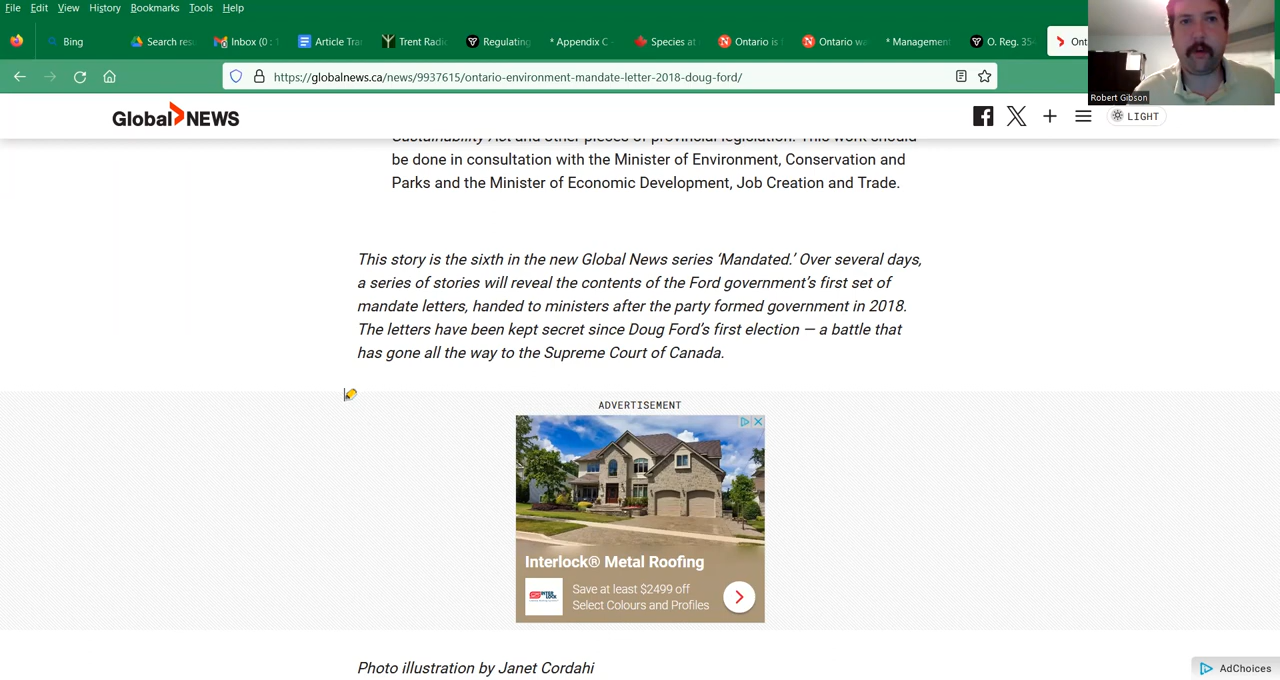 File Edit View History Bookmarks Tools Help
Bing
Search res
Inbox (0 :
Article Tra
Trent Radi
Regulating
* Appendix C -
Species at
Ontario is
Ontario wa
* Management
O. Reg. 35
Ont
https://globalnews.ca/news/9937615/ontario-environment-mandate-letter-2018-doug-ford/
Robert Gibson
Global NEWS
LIGHT
Sustainability Act and other pieces of provincial legislation. This work should
be done in consultation with the Minister of Environment, Conservation and
Parks and the Minister of Economic Development, Job Creation and Trade.
This story is the sixth in the new Global News series ‘Mandated.’ Over several days,
a series of stories will reveal the contents of the Ford government’s first set of
mandate letters, handed to ministers after the party formed government in 2018.
The letters have been kept secret since Doug Ford’s first election — a battle that
has gone all the way to the Supreme Court of Canada.
ADVERTISEMENT
Interlock® Metal Roofing
INTER
LOCK
Save at least $2499 off
Select Colours and Profiles
Photo illustration by Janet Cordahi
AdChoices